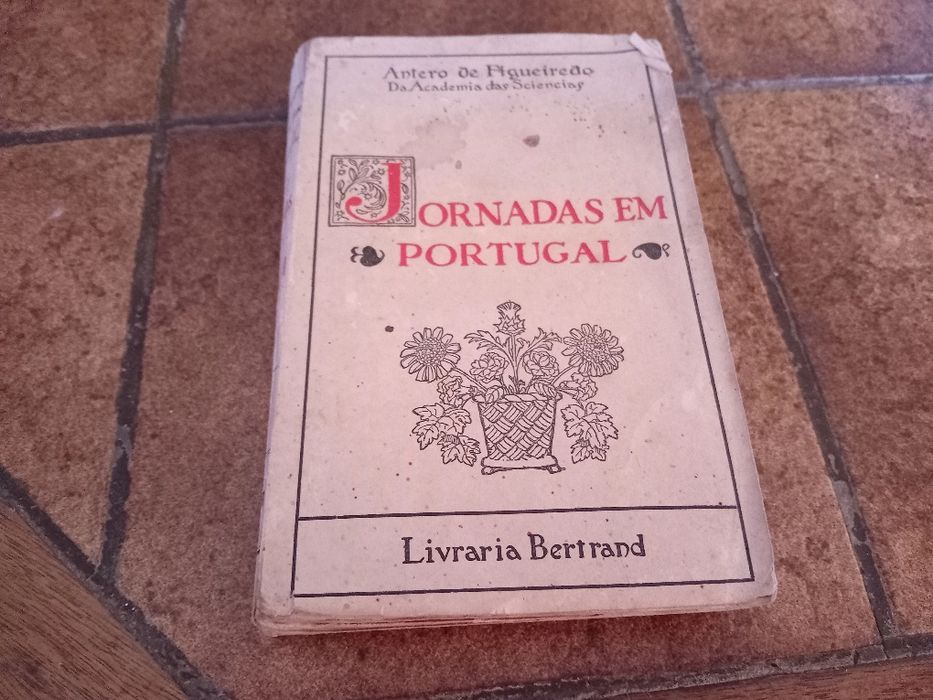 Antero de Figueiredo
Da Academia das Sciencias
JORNADAS EM
PORTUGAL
Livraria Bertrand